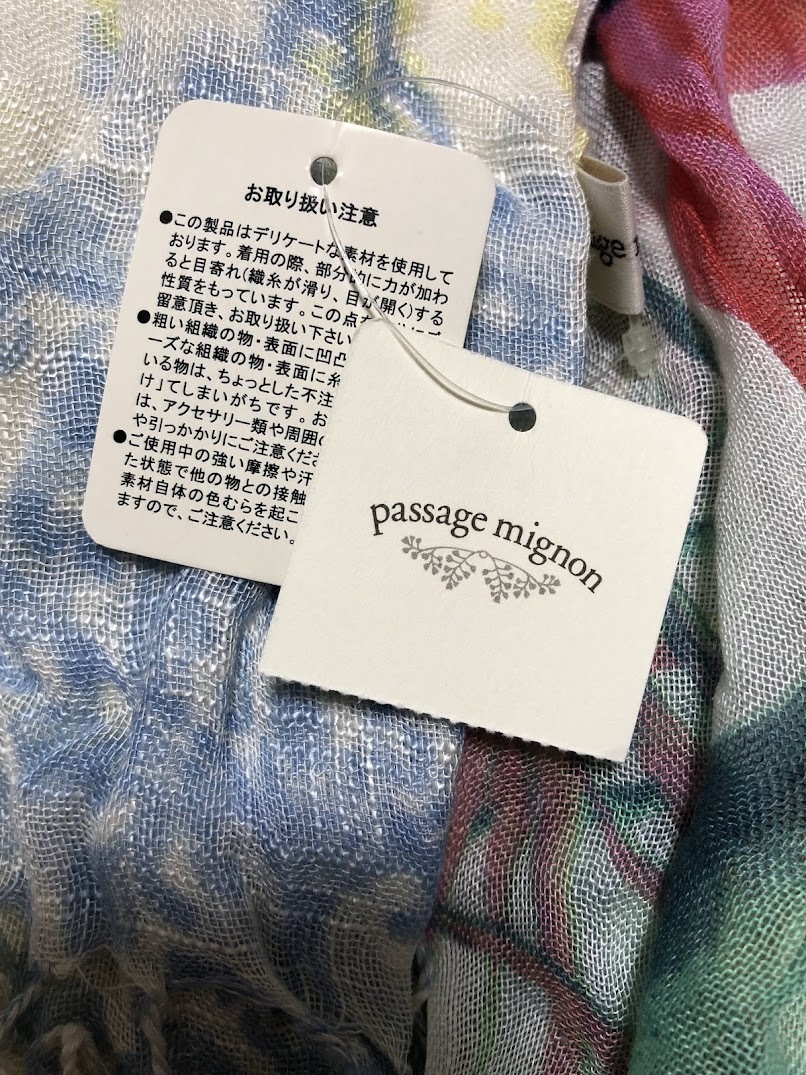 お取り扱い注意
●この製品はデリケートな素材を使用して
おります。着用の際、部分的に力が加わ
ると目寄れ(織糸が滑り、目が開く)する
性質をもっています。この点を
留意頂き、お取り扱い下さい
●粗い組織の物・表面に凹凸
ーズな組織の物・表面に糸
いる物は、ちょっとした不注
け」てしまいがちです。お
は、アクセサリー類や周囲の
や引っかかりにご注意くださ
●ご使用中の強い摩擦や汗
た状態で他の物との接触
素材自体の色むらを起こ
ますので、ご注意ください。
passage mignon